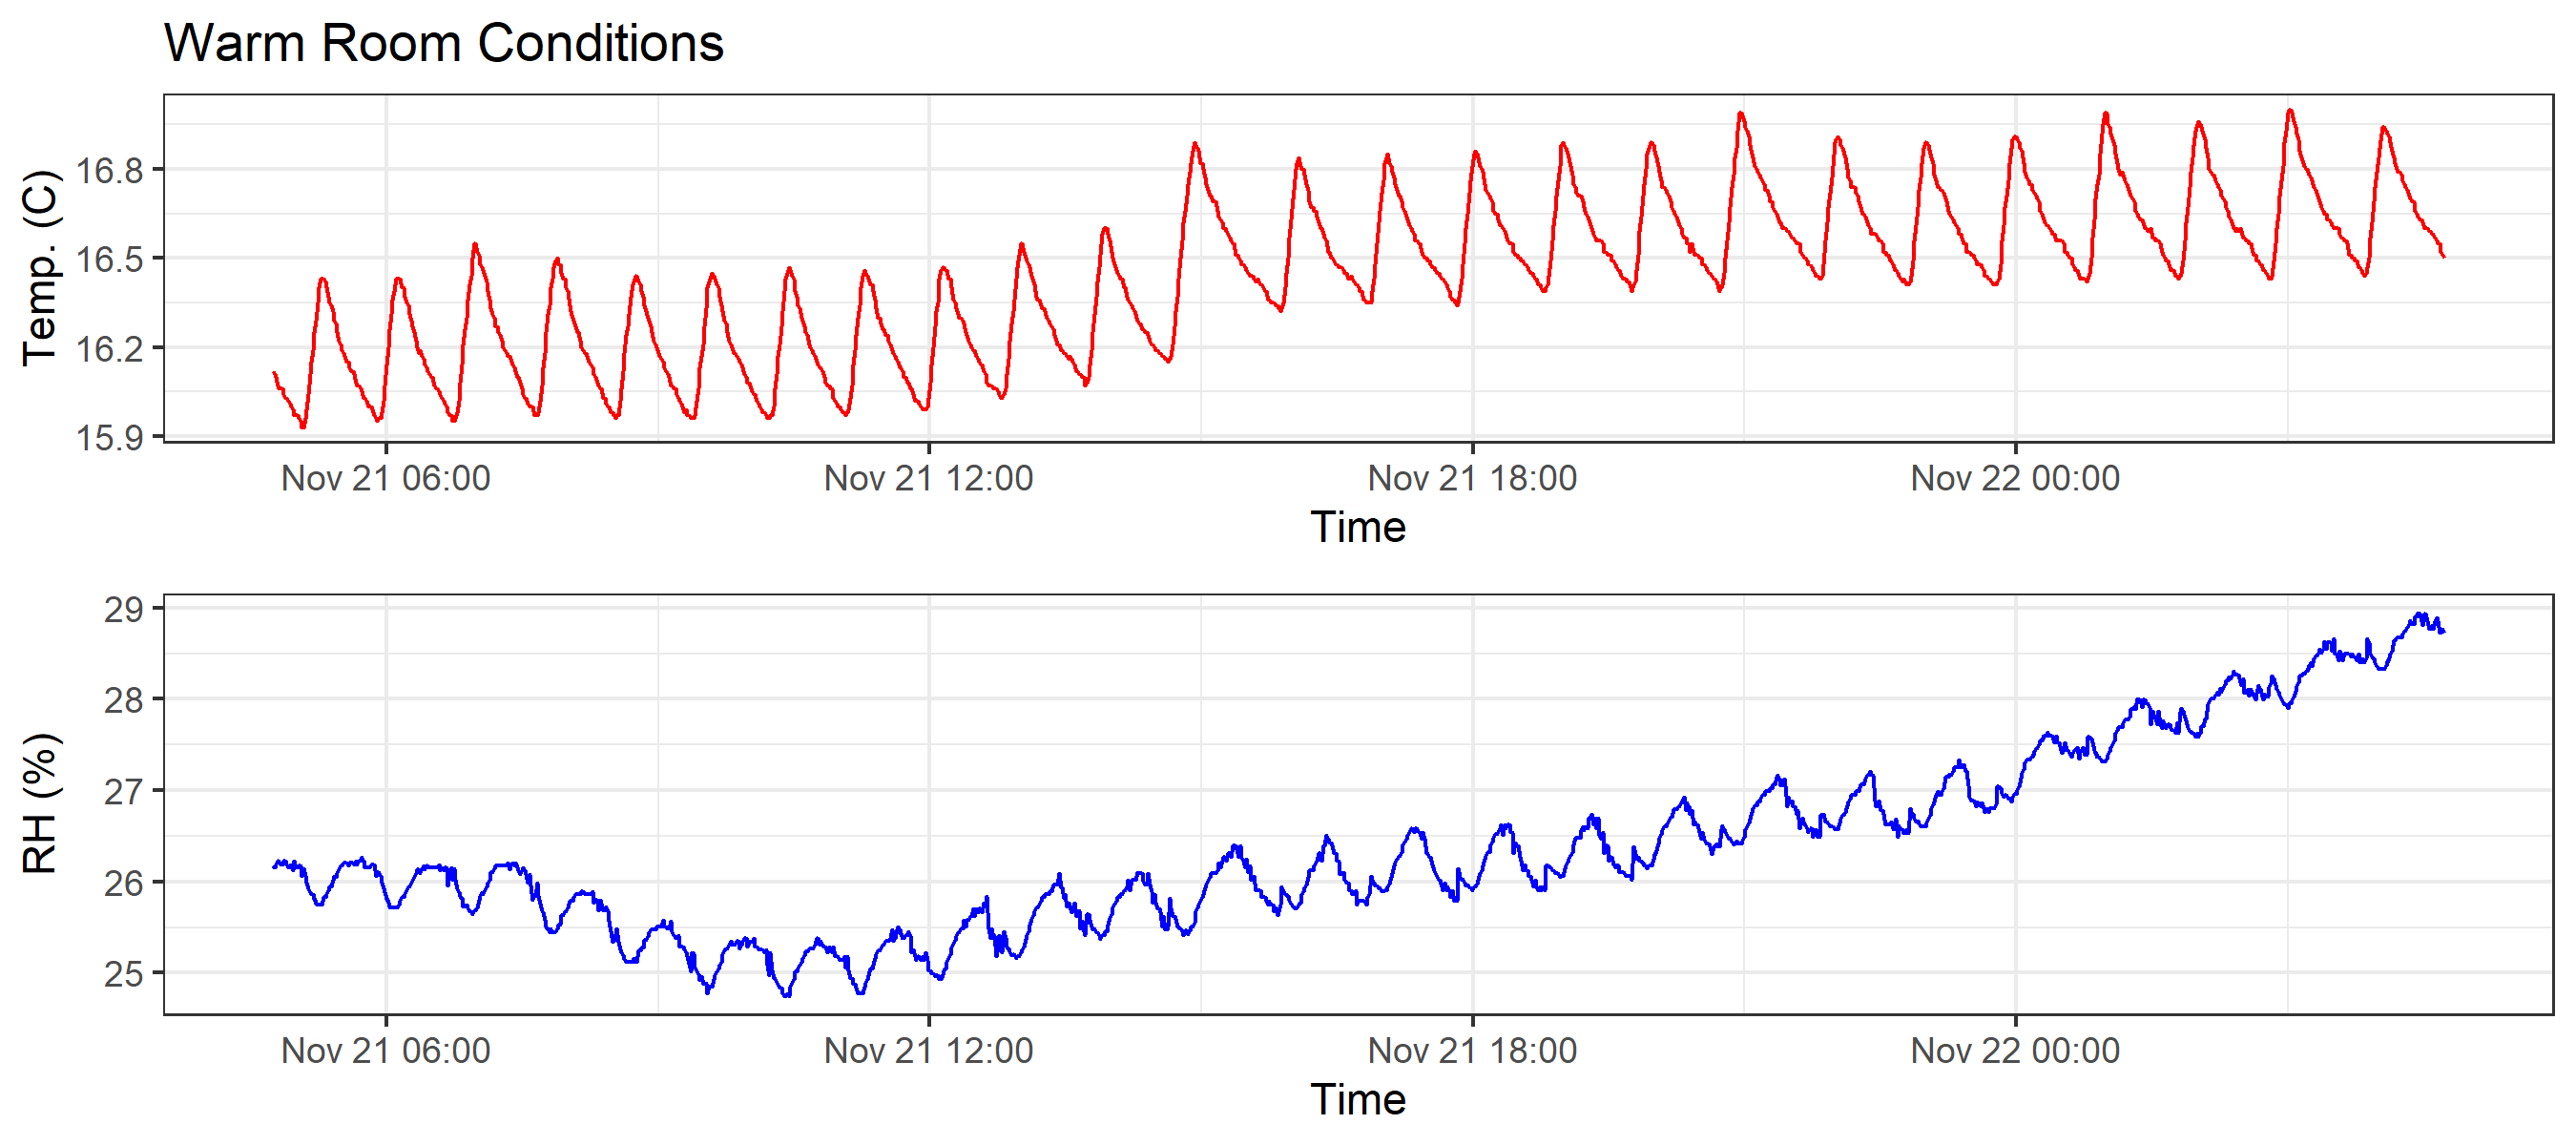 Warm Room Conditions
Temp. (C)
16.8
16.5
16.2
15.9
Nov 21 06:00 Nov 21 12:00 Nov 21 18:00 Nov 22 00:00
Time
RH (%)
29
28
27
26
25
Nov 21 06:00 Nov 21 12:00 Nov 21 18:00 Nov 22 00:00
Time